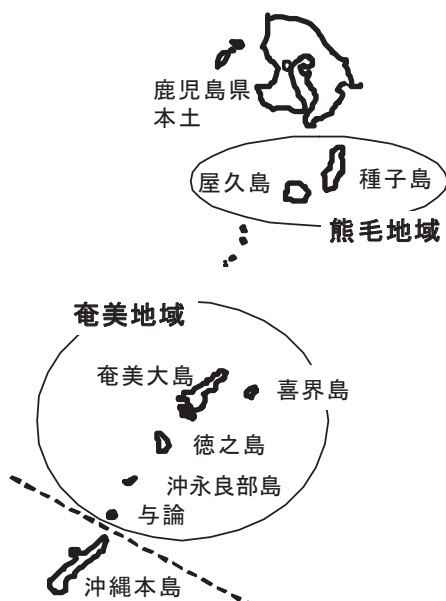 鹿児島県
本土
屋久島
種子島
熊毛地域
奄美地域
奄美大島
喜界島
徳之島
沖永良部島
与論
沖縄本島